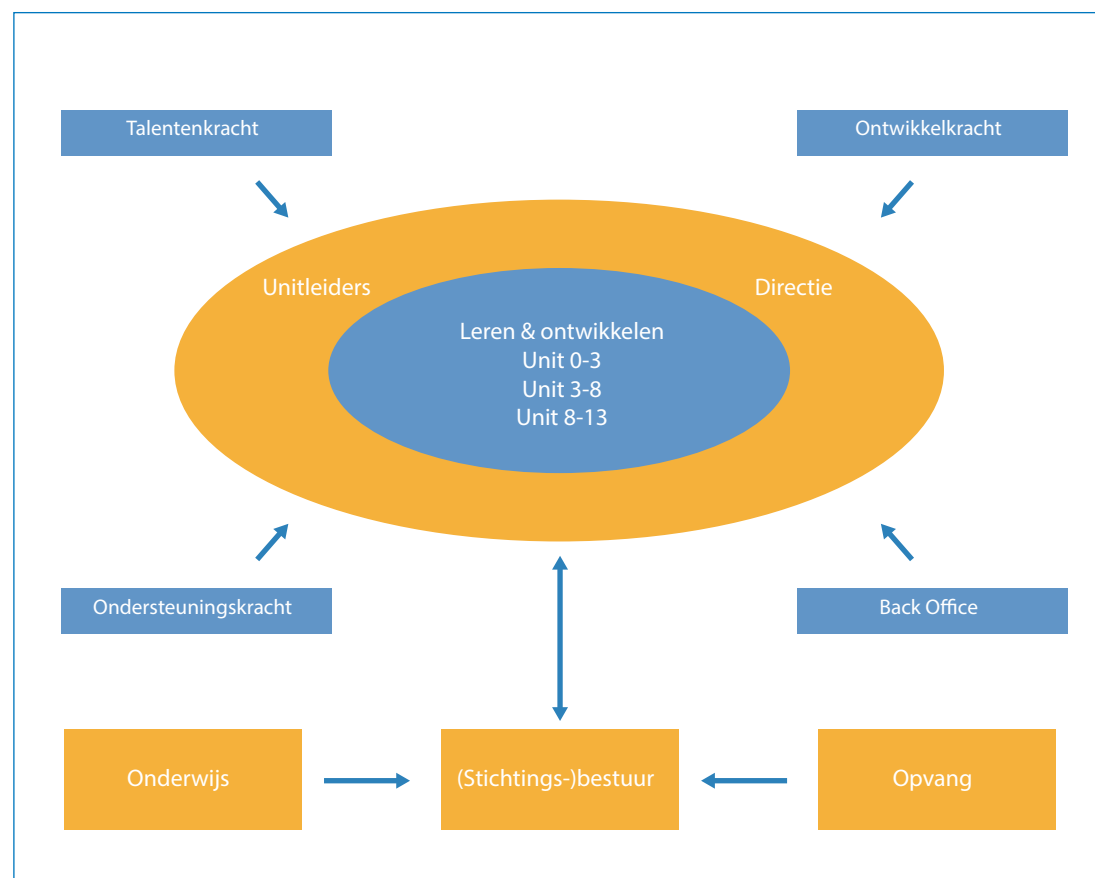 Talentenkracht
Ontwikkelkracht
Unitleiders
Directie
Leren & ontwikkelen
Unit 0-3
Unit 3-8
Unit 8-13
Ondersteuningskracht
Back Office
Onderwijs
(Stichtings-)bestuur
Opvang